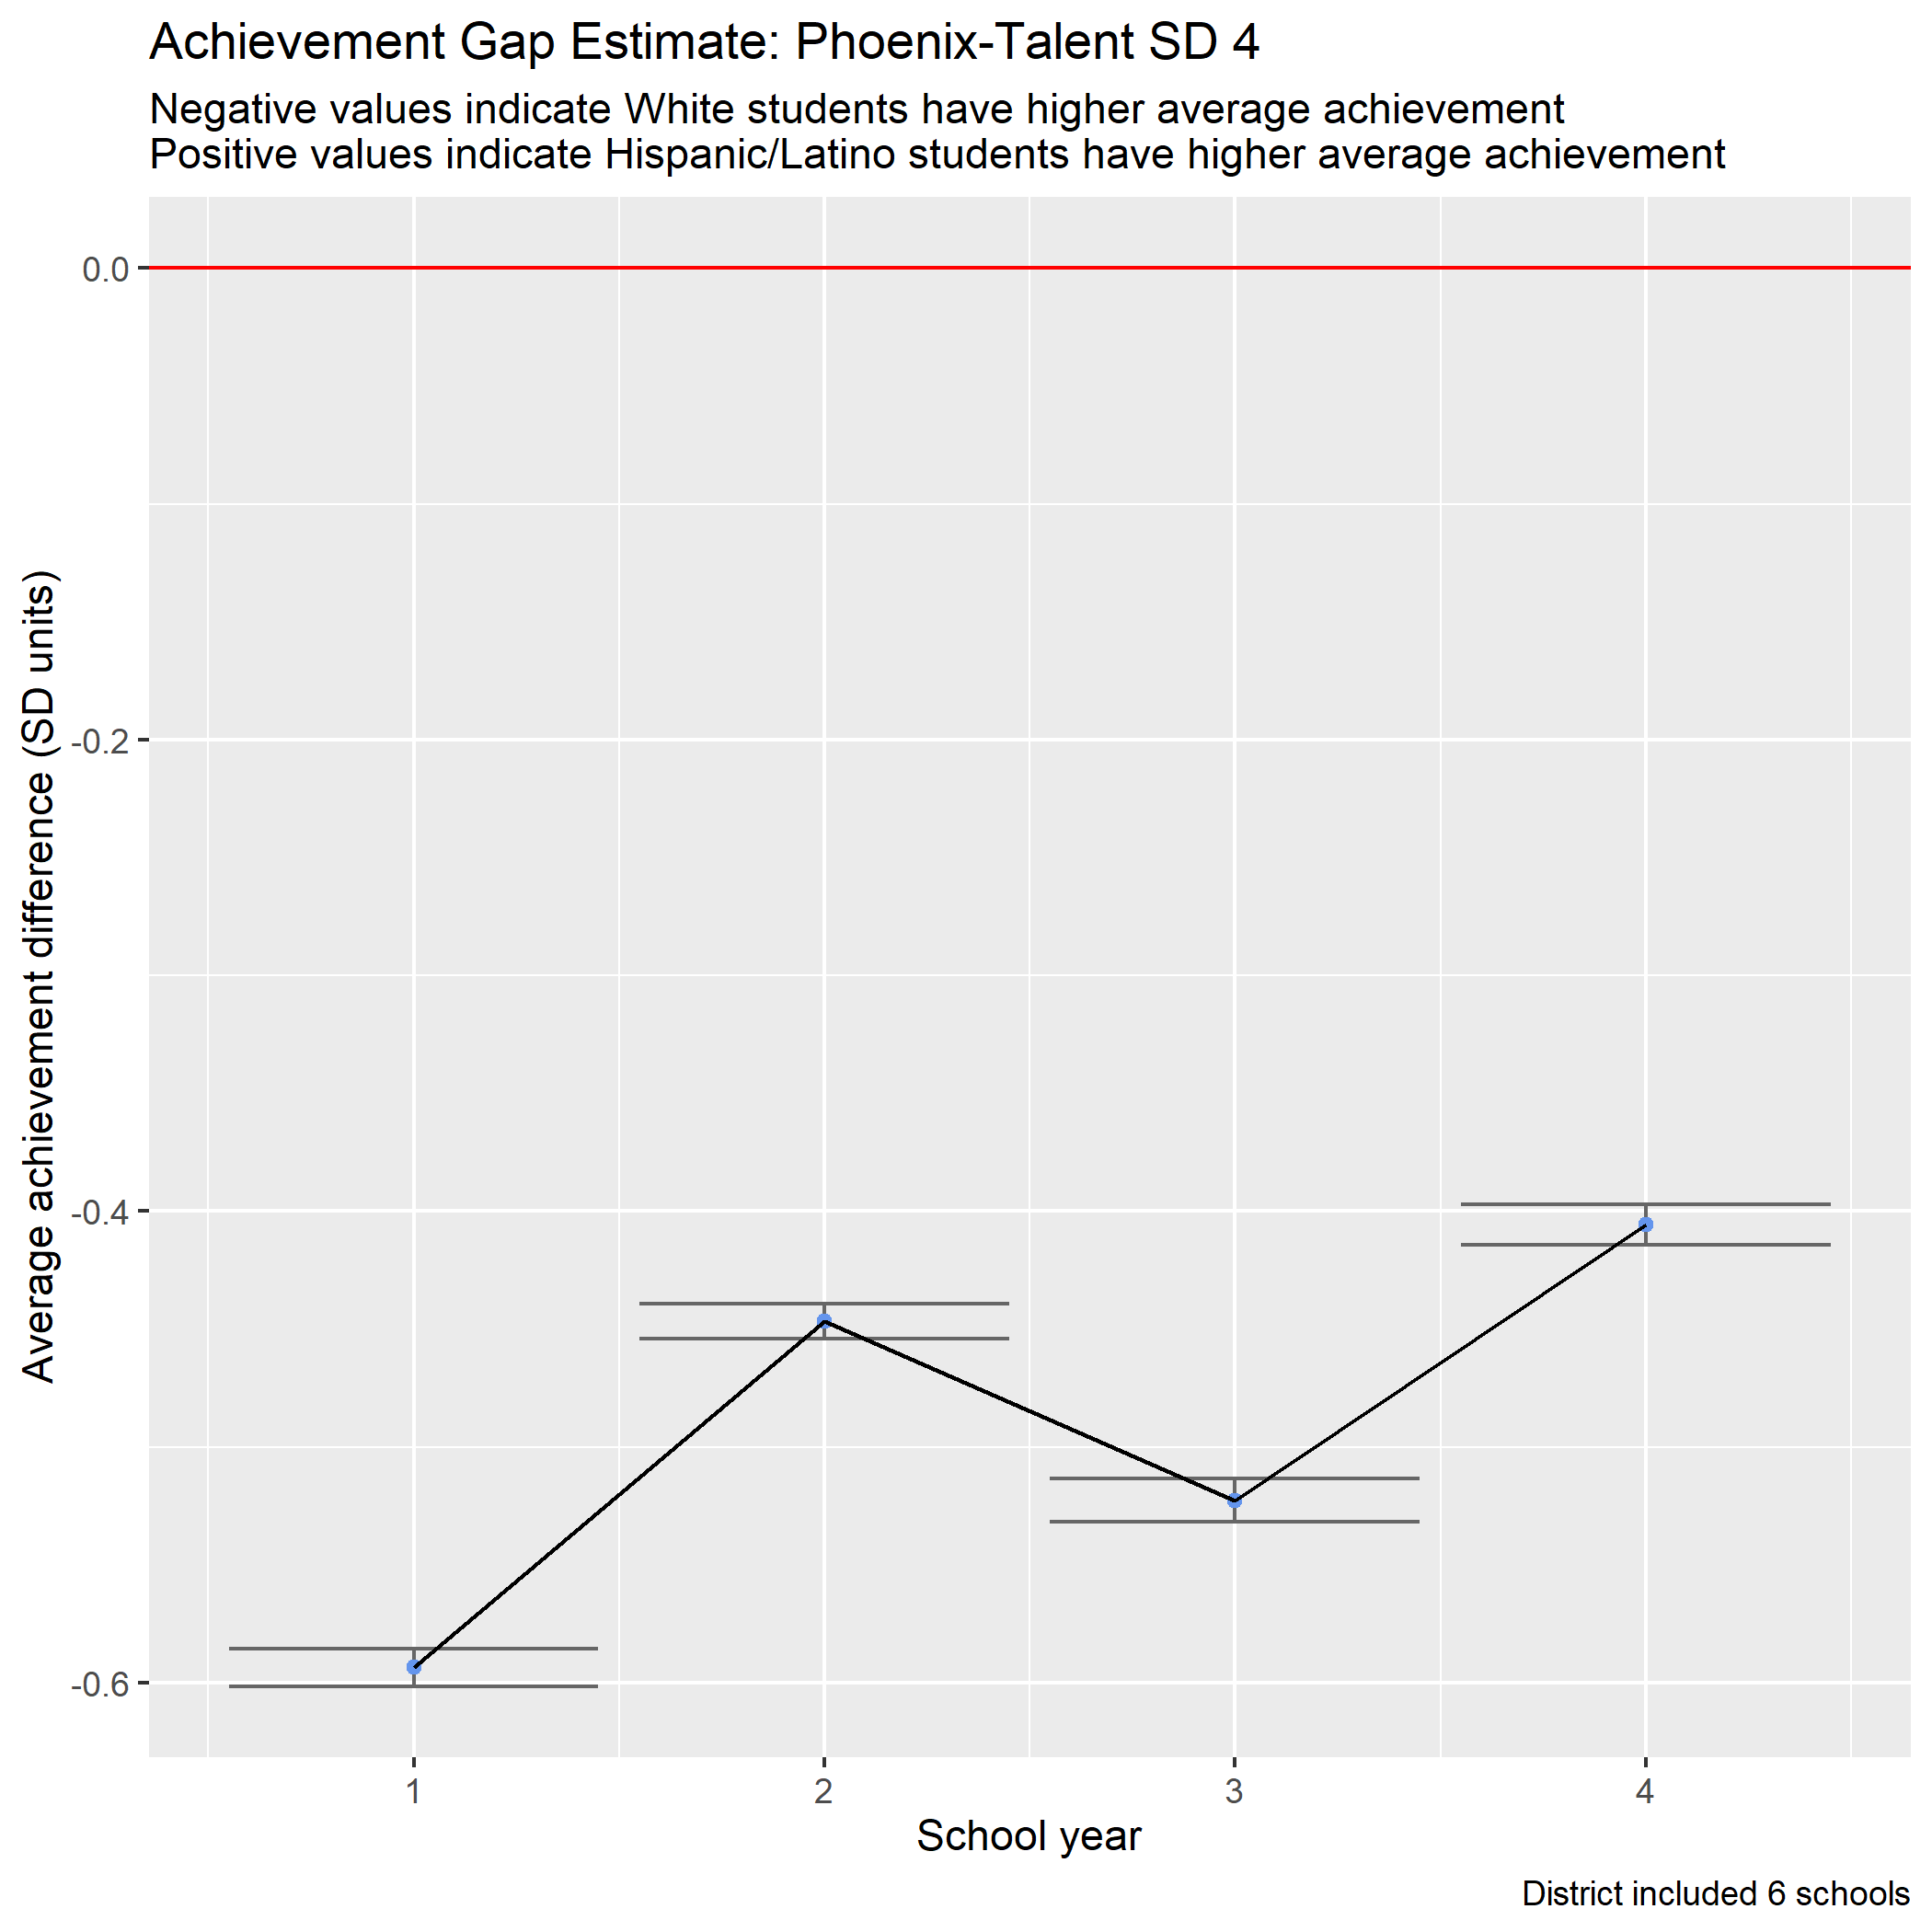 Achievement Gap Estimate: Phoenix-Talent SD 4
Negative values indicate White students have higher average achievement
Positive values indicate Hispanic/Latino students have higher average achievement
Average achievement difference (SD units)
0.0
-0.2
-0.4
-0.6
1
2
3
4
School year
District included 6 schools